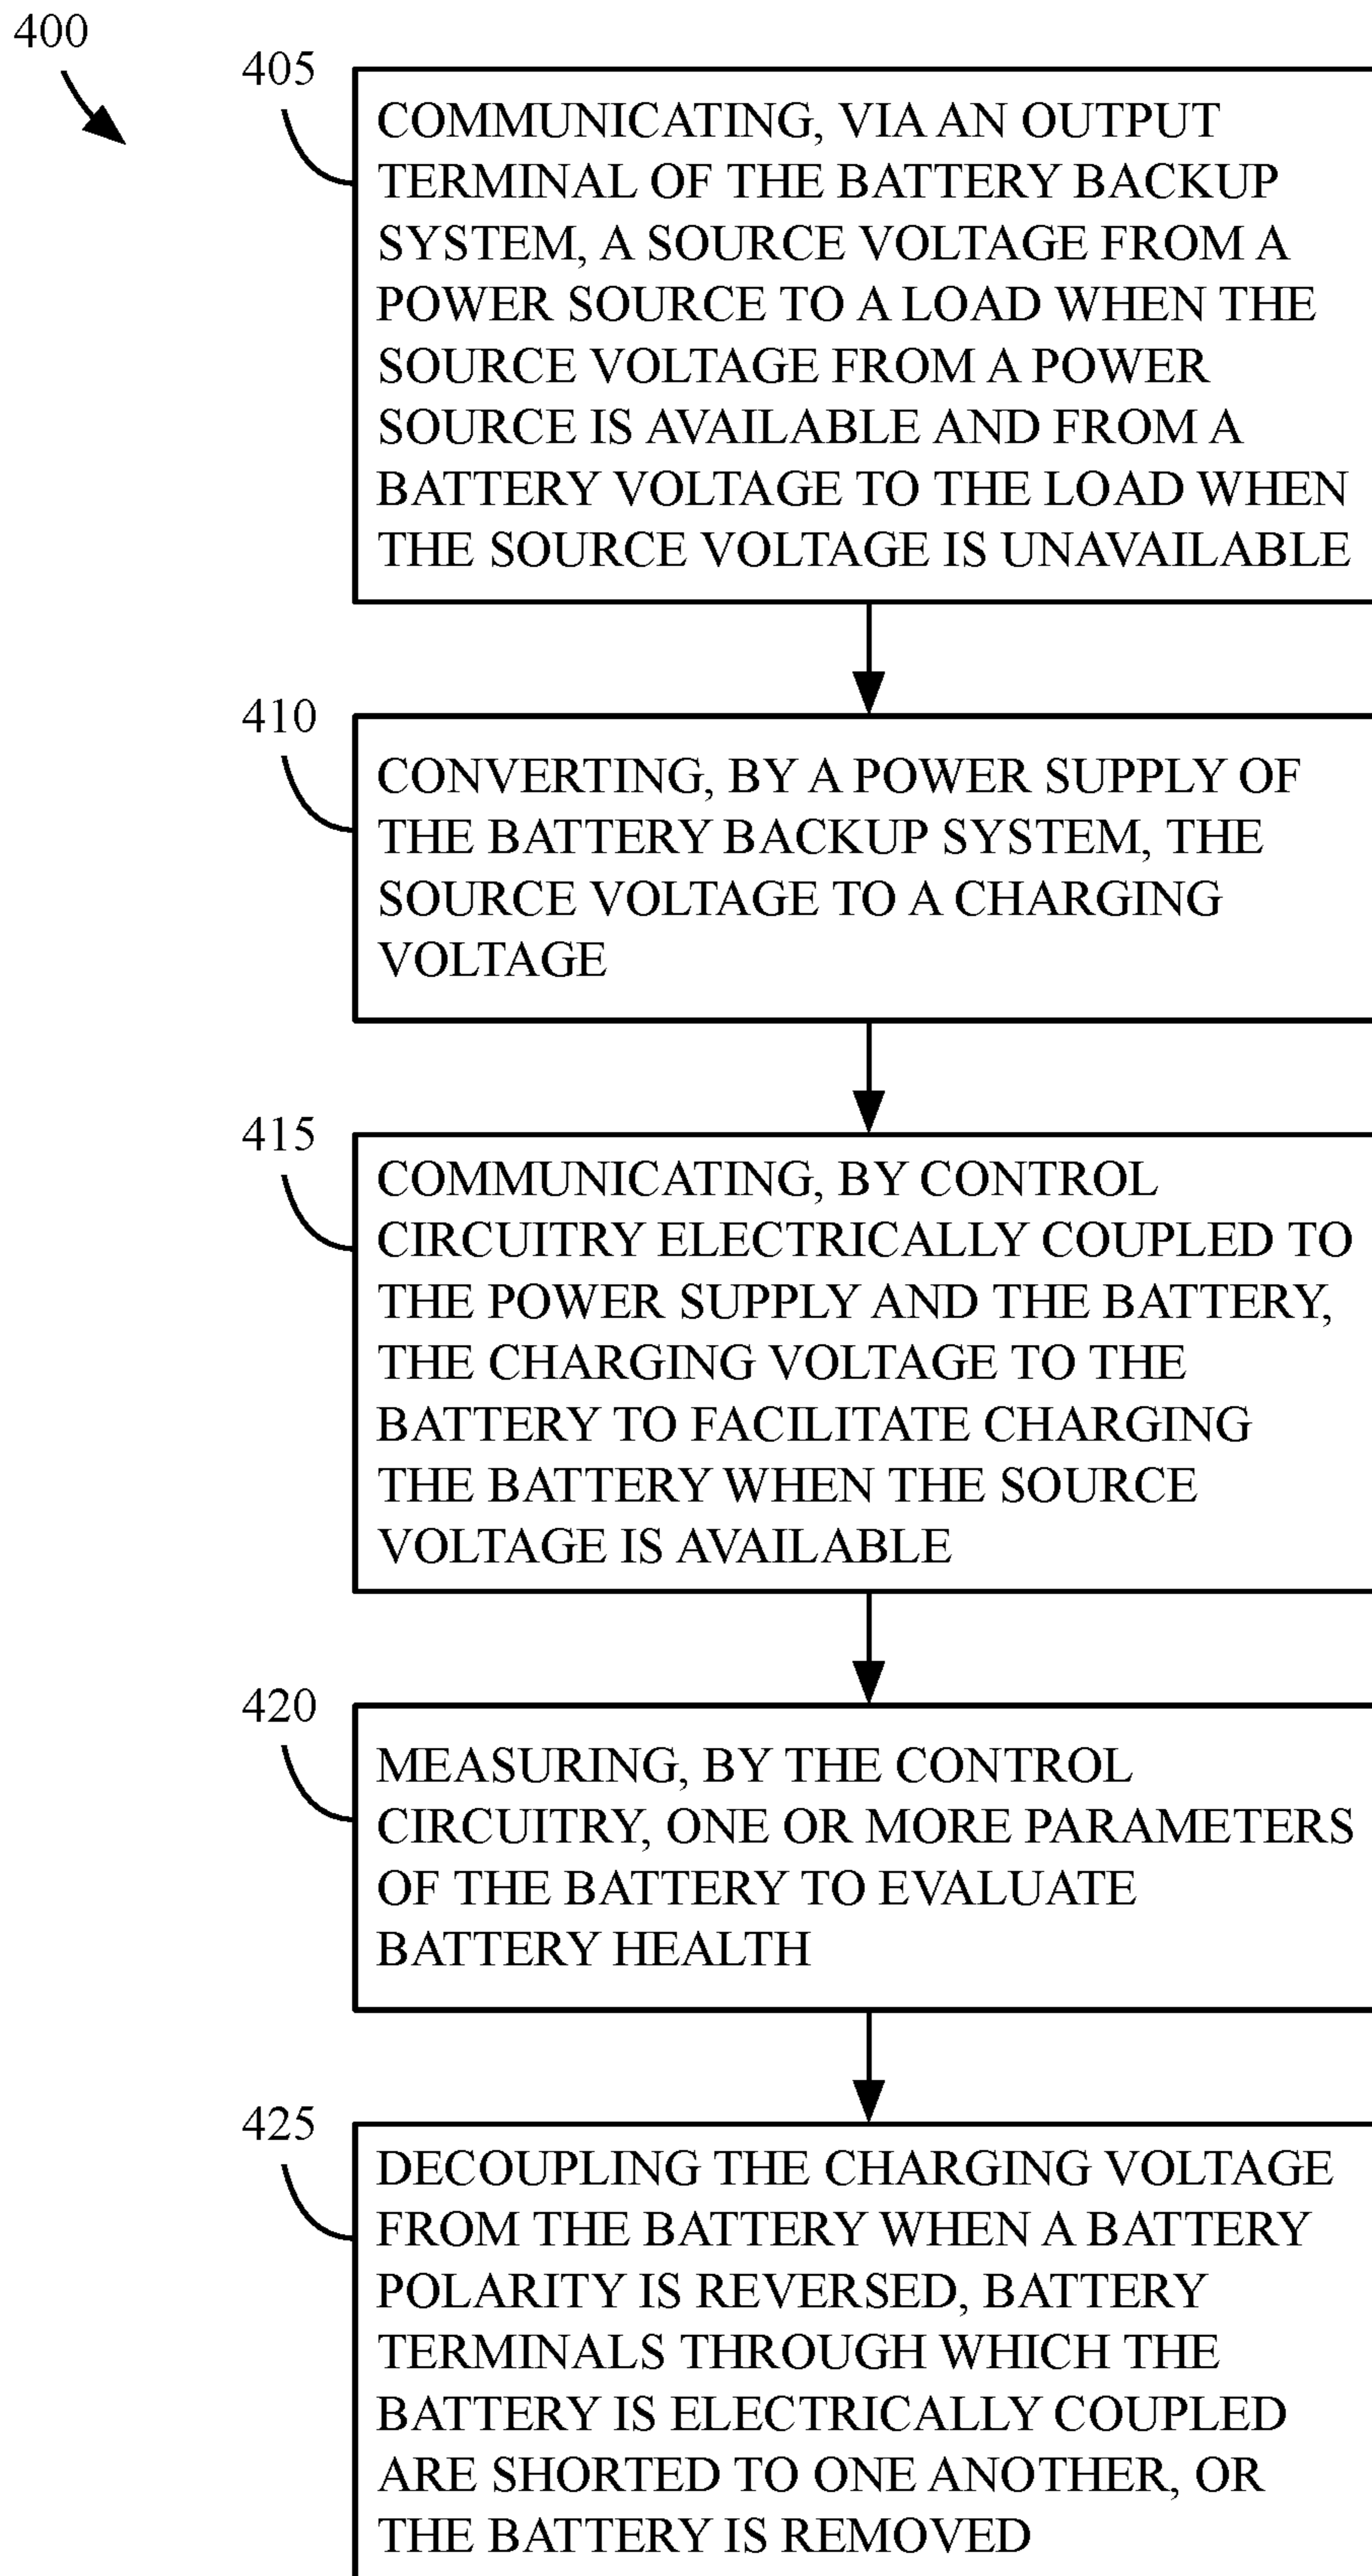 400
405
COMMUNICATING, VIA AN OUTPUT
TERMINAL OF THE BATTERY BACKUP
SYSTEM, A SOURCE VOLTAGE FROM A
POWER SOURCE TO A LOAD WHEN THE
SOURCE VOLTAGE FROM A POWER
SOURCE IS AVAILABLE AND FROM A
BATTERY VOLTAGE TO THE LOAD WHEN
THE SOURCE VOLTAGE IS UNAVAILABLE
410
CONVERTING, BY A POWER SUPPLY OF
THE BATTERY BACKUP SYSTEM, THE
SOURCE VOLTAGE TO A CHARGING
VOLTAGE
415
COMMUNICATING, BY CONTROL
CIRCUITRY ELECTRICALLY COUPLED TO
THE POWER SUPPLY AND THE BATTERY,
THE CHARGING VOLTAGE TO THE
BATTERY TO FACILITATE CHARGING
THE BATTERY WHEN THE SOURCE
VOLTAGE IS AVAILABLE
420
MEASURING, BY THE CONTROL
CIRCUITRY, ONE OR MORE PARAMETERS
OF THE BATTERY TO EVALUATE
BATTERY HEALTH
425
DECOUPLING THE CHARGING VOLTAGE
FROM THE BATTERY WHEN A BATTERY
POLARITY IS REVERSED, BATTERY
TERMINALS THROUGH WHICH THE
BATTERY IS ELECTRICALLY COUPLED
ARE SHORTED TO ONE ANOTHER, OR
THE BATTERY IS REMOVED